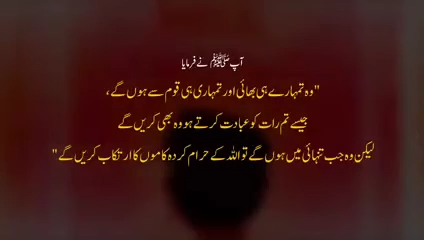 آپ ﷺ نے فرمایا
"وہ تمہارے ہی بھائی اور تمہاری ہی قوم سے ہوں گے،
جیسے تم رات کو عبادت کرتے ہو وہ بھی کریں گے
لیکن وہ جب تنہائی میں ہوں گے تو اللہ کے حرام کردہ کاموں کا ارتکاب کریں گے"